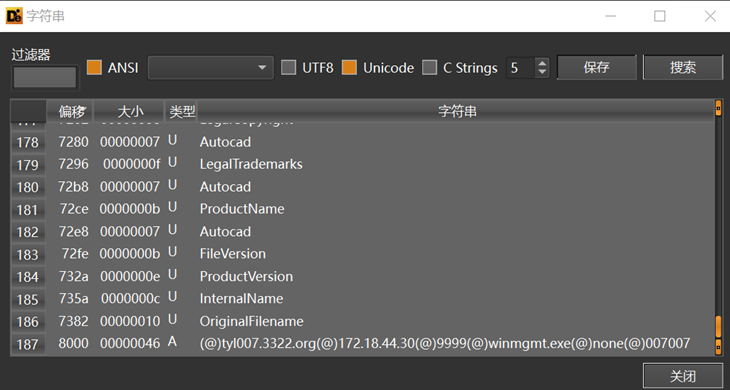 字符串
过滤器
ANSI UTF8 Unicode C Strings 5 保存 搜索
偏移 大小 类型 字符串
178 7280 00000007 U Autocad
179 7296 0000000f U LegalTrademarks
180 72b8 00000007 U Autocad
181 72ce 0000000b U ProductName
182 72e8 00000007 U Autocad
183 72fe 0000000b U FileVersion
184 732a 0000000e U ProductVersion
185 735a 0000000c U InternalName
186 7382 00000010 U OriginalFilename
187 8000 00000046 A (@)tyl007.3322.org(@)172.18.44.30(@)9999(@)winmgmt.exe(@)none(@)007007
关闭